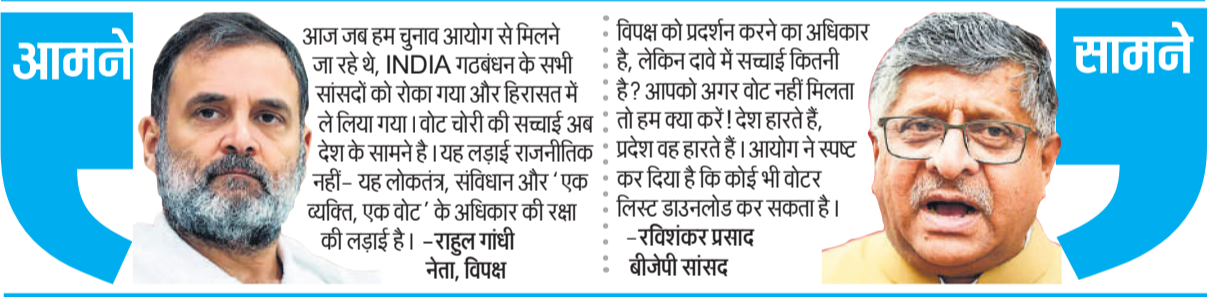 आमने
आज जब हम चुनाव आयोग से मिलने
जा रहे थे, INDIA गठबंधन के सभी
सांसदों को रोका गया और हिरासत में
ले लिया गया। वोट चोरी की सच्चाई अब
देश के सामने है। यह लड़ाई राजनीतिक
नहीं– यह लोकतंत्र, संविधान और ‘एक
व्यक्ति, एक वोट’ के अधिकार की रक्षा
की लड़ाई है। –राहुल गांधी
नेता, विपक्ष
विपक्ष को प्रदर्शन करने का अधिकार
है, लेकिन दावे में सच्चाई कितनी
है? आपको अगर वोट नहीं मिलता
तो हम क्या करें! देश हारते हैं,
प्रदेश वह हारते हैं। आयोग ने स्पष्ट
कर दिया है कि कोई भी वोटर
लिस्ट डाउनलोड कर सकता है।
–रविशंकर प्रसाद
बीजेपी सांसद
सामने